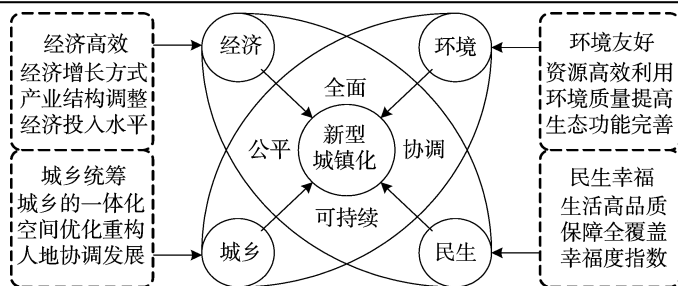 经济高效
经济增长方式
产业结构调整
经济投入水平
城乡统筹
城乡的一体化
空间优化重构
人地协调发展
经济
环境
全面
公平
新型
城镇化
协调
可持续
城乡
民生
环境友好
资源高效利用
环境质量提高
生态功能完善
民生幸福
生活高品质
保障全覆盖
幸福度指数